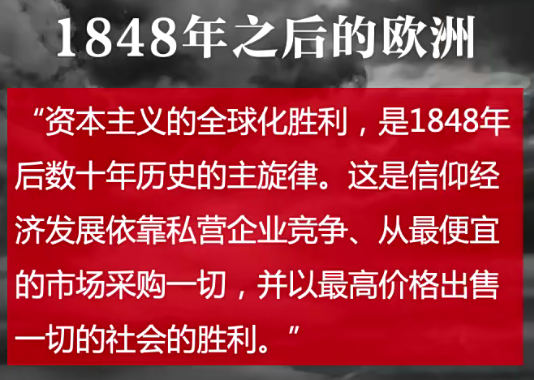 1848年之后的欧洲
“资本主义的全球化胜利，是1848年
后数十年历史的主旋律。这是信仰经
济发展依靠私营企业竞争、从最便宜
的市场采购一切，并以最高价格出售
一切的社会的胜利。”